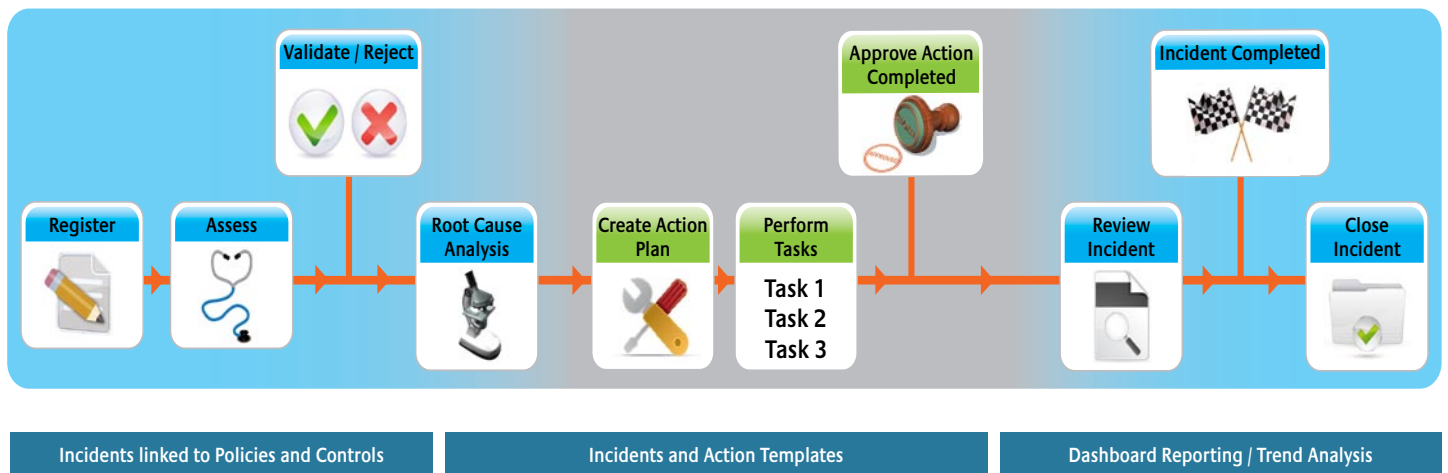 Validate / Reject
Approve Action
Completed
APPROVED
Incident Completed
Register
Assess
Root Cause
Analysis
Create Action
Plan
Perform
Tasks
Task 1
Task 2
Task 3
Review
Incident
Close
Incident
Incidents linked to Policies and Controls
Incidents and Action Templates
Dashboard Reporting / Trend Analysis